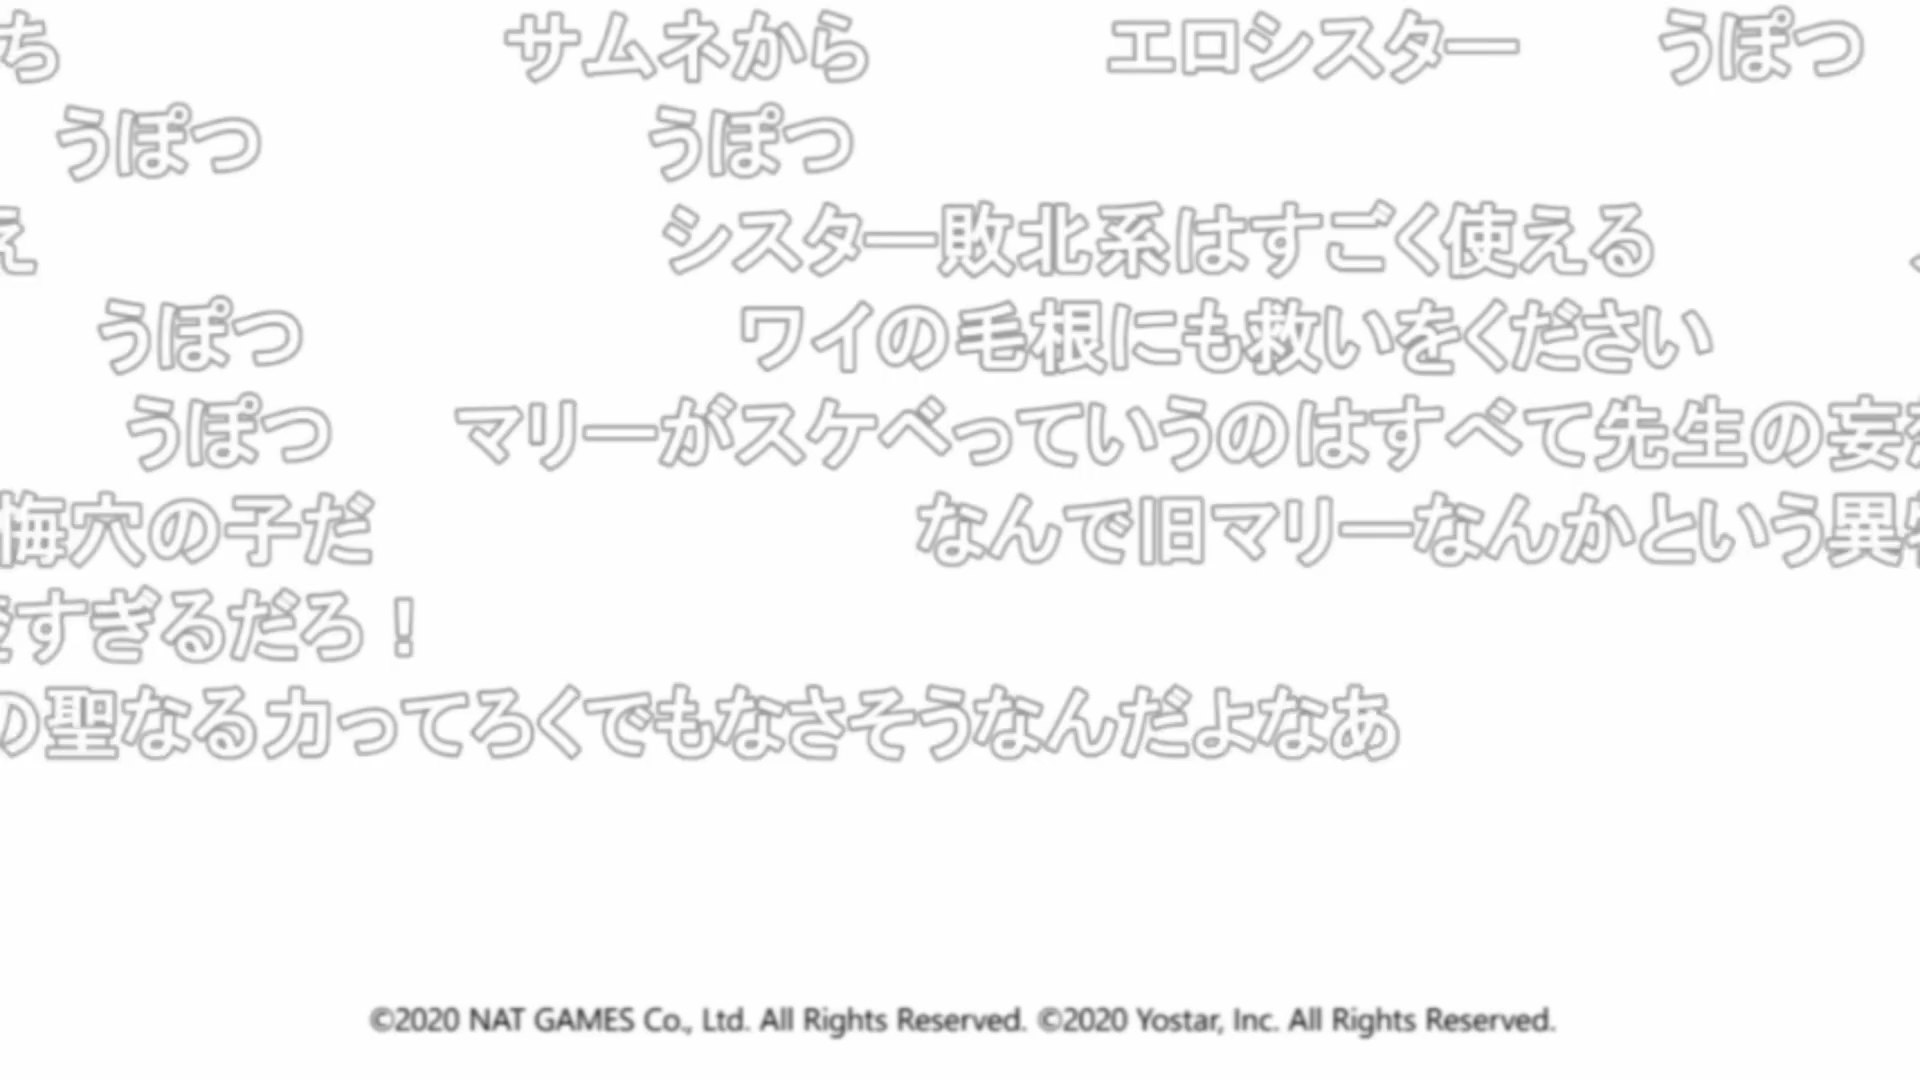 ち サムネから エロシスター うぽつ
うぽつ うぽつ
え シスター敗北系はすごく使える
うぽつ ワイの毛根にも救いをください
うぽつ マリーがスケベっていうのはすべて先生の妄
悔穴の子だ なんで旧マリーなんかという異
すぎるだろ！
の聖なる力ってろくでもなさそうなんだよなあ
©2020 NAT GAMES Co., Ltd. All Rights Reserved. ©2020 Yostar, Inc. All Rights Reserved.